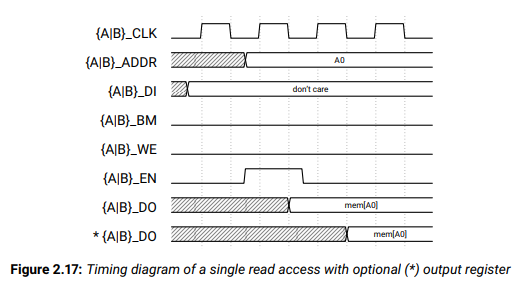 {A|B}_CLK
{A|B}_ADDR A0
{A|B}_DI don't care
{A|B}_BM
{A|B}_WE
{A|B}_EN
{A|B}_DO mem[A0]
* {A|B}_DO mem[A0]
Figure 2.17: Timing diagram of a single read access with optional (*) output register